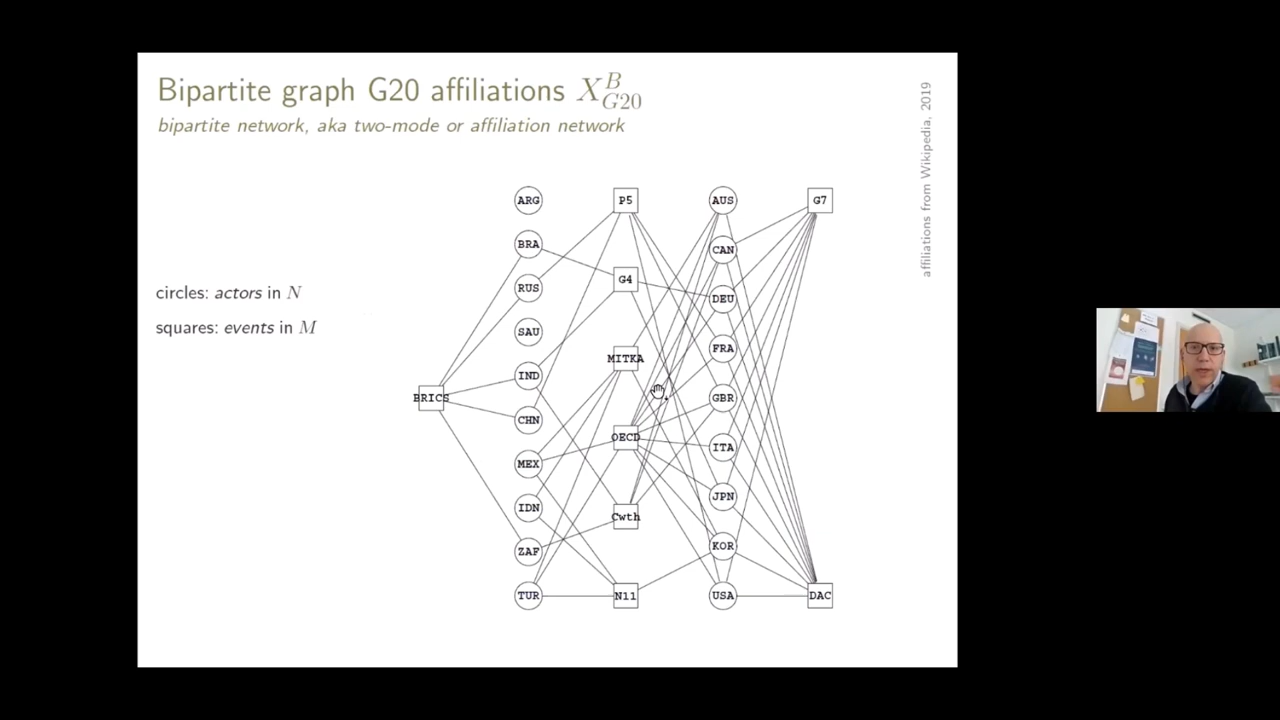 Bipartite graph G20 affiliations X^B_{G20}
bipartite network, aka two-mode or affiliation network
affiliations from Wikipedia, 2019
circles: actors in N
squares: events in M
ARG
P5
AUS
G7
BRA
CAN
G4
RUS
DEU
SAU
FRA
MITKA
IND
BRICS
GBR
CHN
OECD
ITA
MEX
JPN
IDN
Cwth
ZAF
KOR
TUR
N11
USA
DAC